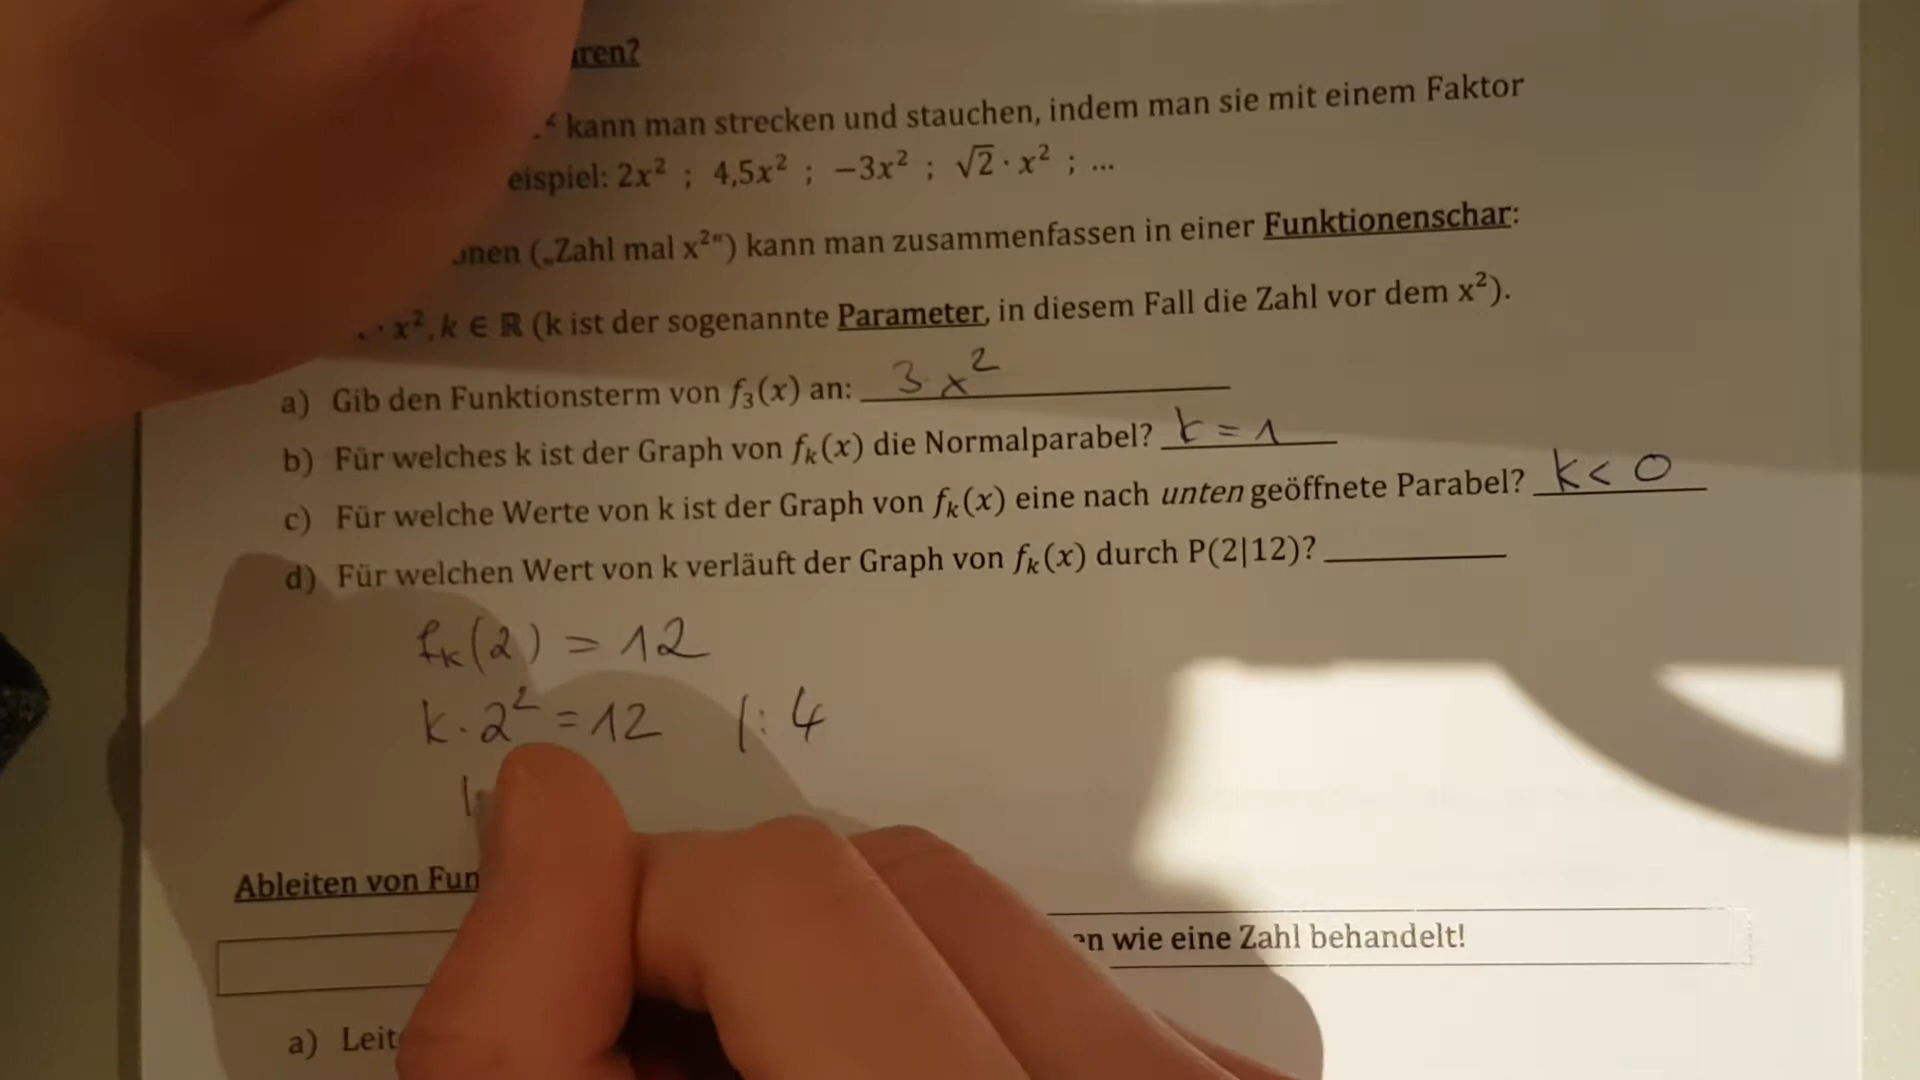 ren?
kann man strecken und stauchen, indem man sie mit einem Faktor
eispiel: 2x² ; 4,5x² ; −3x² ; √2 · x² ; ...
onen („Zahl mal x²“) kann man zusammenfassen in einer Funktionenschar:
· x², k ∈ ℝ (k ist der sogenannte Parameter, in diesem Fall die Zahl vor dem x²).
a) Gib den Funktionsterm von f₃(x) an: 3·x²
b) Für welches k ist der Graph von fₖ(x) die Normalparabel? k = 1
c) Für welche Werte von k ist der Graph von fₖ(x) eine nach unten geöffnete Parabel? k < 0
d) Für welchen Wert von k verläuft der Graph von fₖ(x) durch P(2|12)?
fₖ(2) = 12
k · 2² = 12 |: 4
Ableiten von Fun
en wie eine Zahl behandelt!
a) Leit